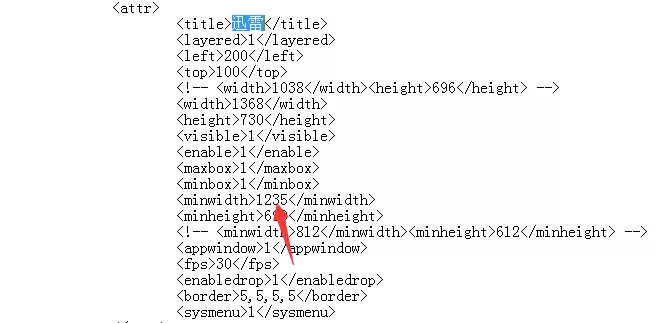 <attr>
<title>迅雷</title>
<layered>1</layered>
<left>200</left>
<top>100</top>
<!-- <width>1038</width><height>696</height> -->
<width>1368</width>
<height>730</height>
<visible>1</visible>
<enable>1</enable>
<maxbox>1</maxbox>
<minbox>1</minbox>
<minwidth>1235</minwidth>
<minheight></minheight>
<!-- <minwidth>812</minwidth><minheight>612</minheight> -->
<appwindow>1</appwindow>
<fps>30</fps>
<enabledrop>1</enabledrop>
<border>5,5,5,5</border>
<sysmenu>1</sysmenu>